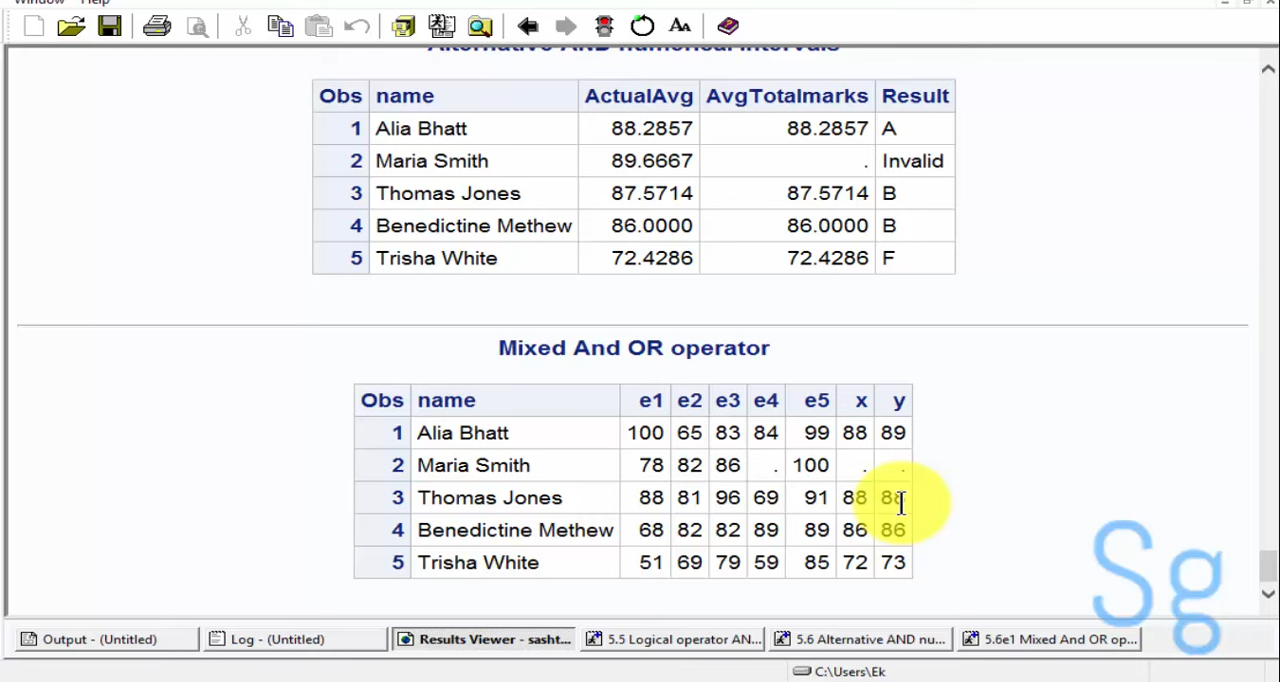 Window Help
Alternative AND numerical intervals
Obs name ActualAvg AvgTotalmarks Result
1 Alia Bhatt 88.2857 88.2857 A
2 Maria Smith 89.6667 . Invalid
3 Thomas Jones 87.5714 87.5714 B
4 Benedictine Methew 86.0000 86.0000 B
5 Trisha White 72.4286 72.4286 F
Mixed And OR operator
Obs name e1 e2 e3 e4 e5 x y
1 Alia Bhatt 100 65 83 84 99 88 89
2 Maria Smith 78 82 86 . 100 . .
3 Thomas Jones 88 81 96 69 91 88 88
4 Benedictine Methew 68 82 82 89 89 86 86
5 Trisha White 51 69 79 59 85 72 73
Sg
Output - (Untitled) Log - (Untitled) Results Viewer - sasht... 5.5 Logical operator AN... 5.6 Alternative AND nu... 5.6e1 Mixed And OR op...
C:\Users\Ek